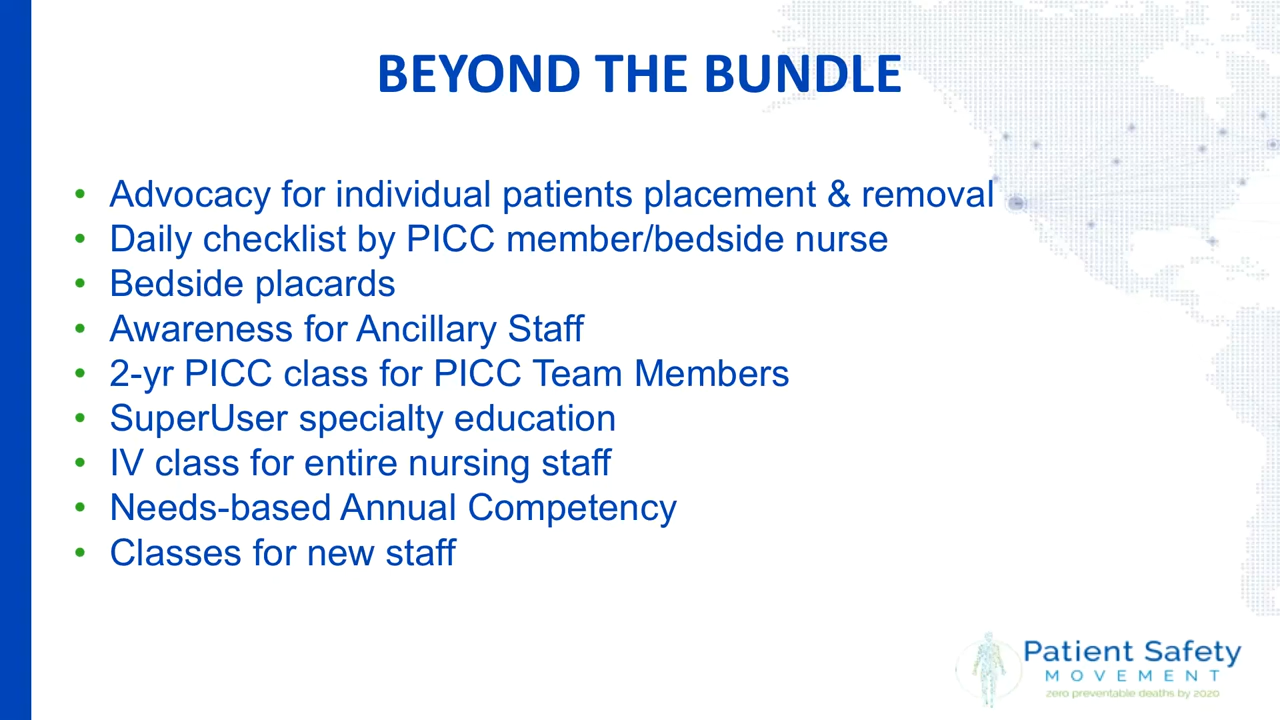 BEYOND THE BUNDLE
• Advocacy for individual patients placement & removal
• Daily checklist by PICC member/bedside nurse
• Bedside placards
• Awareness for Ancillary Staff
• 2-yr PICC class for PICC Team Members
• SuperUser specialty education
• IV class for entire nursing staff
• Needs-based Annual Competency
• Classes for new staff
Patient Safety
MOVEMENT
zero preventable deaths by 2020